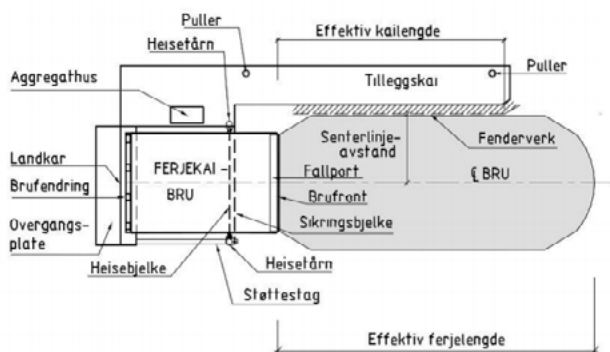 Puller
Heisetårn
Effektiv kailengde
Puller
Aggregathus
Tilleggskai
Senterlinje-
avstand
Fenderverk
Landkar
FERJEKAI -
BRU
Fallport
℄ BRU
Brufendring
Brufront
Overgangs-
plate
Sikringsbjelke
Heisebjelke
Heisetårn
Støttestag
Effektiv ferjelengde